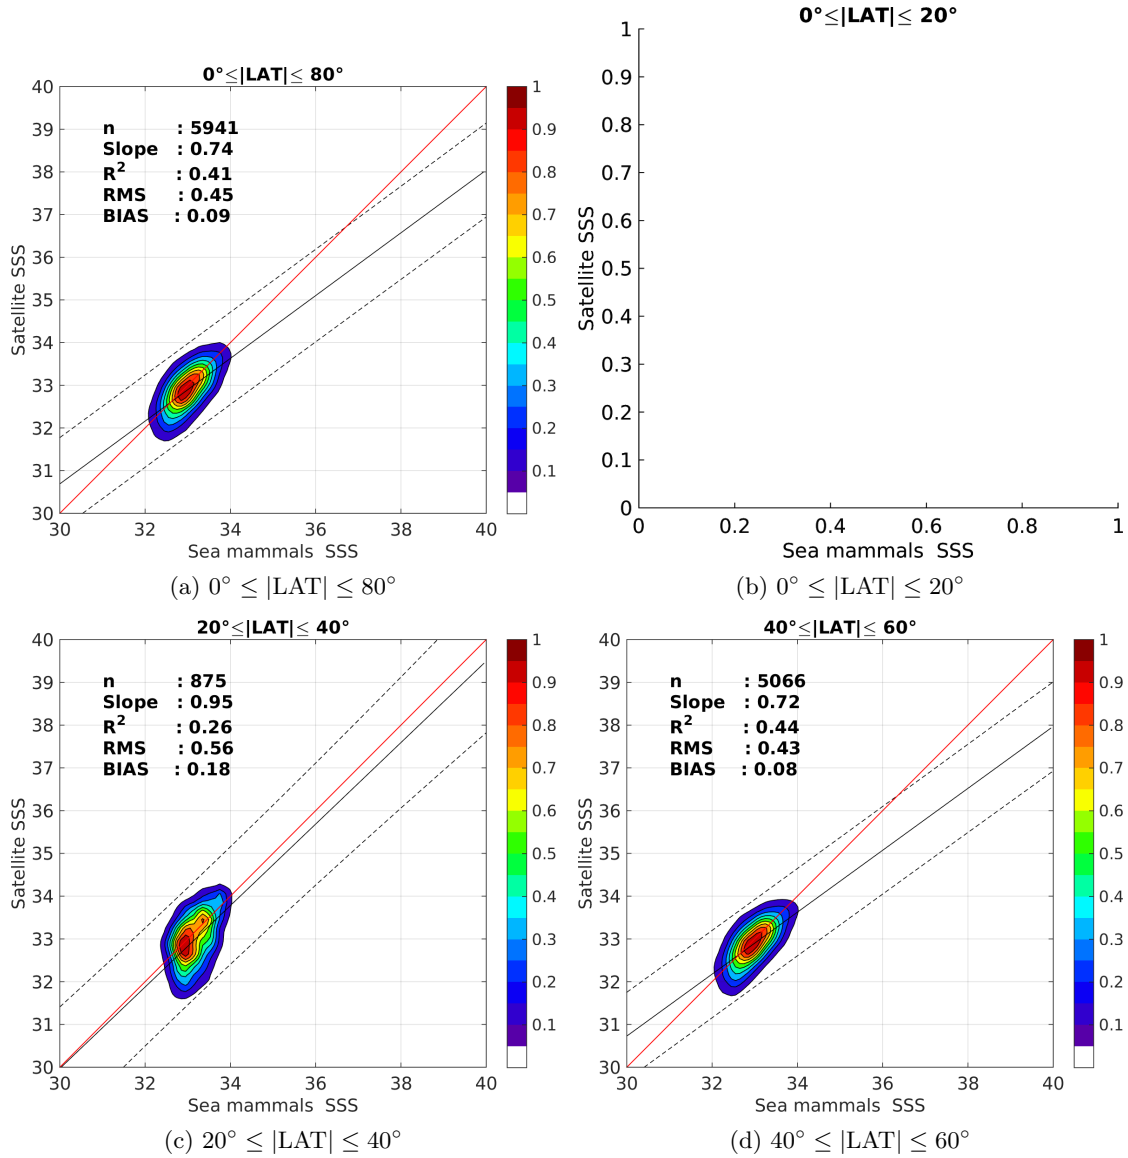 0°≤|LAT|≤ 80°
40
39
38
37
36
35
34
33
32
31
30
30 32 34 36 38 40
Satellite SSS
Sea mammals SSS
n : 5941
Slope : 0.74
R² : 0.41
RMS : 0.45
BIAS : 0.09
1
0.9
0.8
0.7
0.6
0.5
0.4
0.3
0.2
0.1
(a) 0° ≤ |LAT| ≤ 80°
0°≤|LAT|≤ 20°
1
0.9
0.8
0.7
0.6
0.5
0.4
0.3
0.2
0.1
0
0 0.2 0.4 0.6 0.8 1
Satellite SSS
Sea mammals SSS
(b) 0° ≤ |LAT| ≤ 20°
20°≤|LAT|≤ 40°
40
39
38
37
36
35
34
33
32
31
30
30 32 34 36 38 40
Satellite SSS
Sea mammals SSS
n : 875
Slope : 0.95
R² : 0.26
RMS : 0.56
BIAS : 0.18
1
0.9
0.8
0.7
0.6
0.5
0.4
0.3
0.2
0.1
(c) 20° ≤ |LAT| ≤ 40°
40°≤|LAT|≤ 60°
40
39
38
37
36
35
34
33
32
31
30
30 32 34 36 38 40
Satellite SSS
Sea mammals SSS
n : 5066
Slope : 0.72
R² : 0.44
RMS : 0.43
BIAS : 0.08
1
0.9
0.8
0.7
0.6
0.5
0.4
0.3
0.2
0.1
(d) 40° ≤ |LAT| ≤ 60°